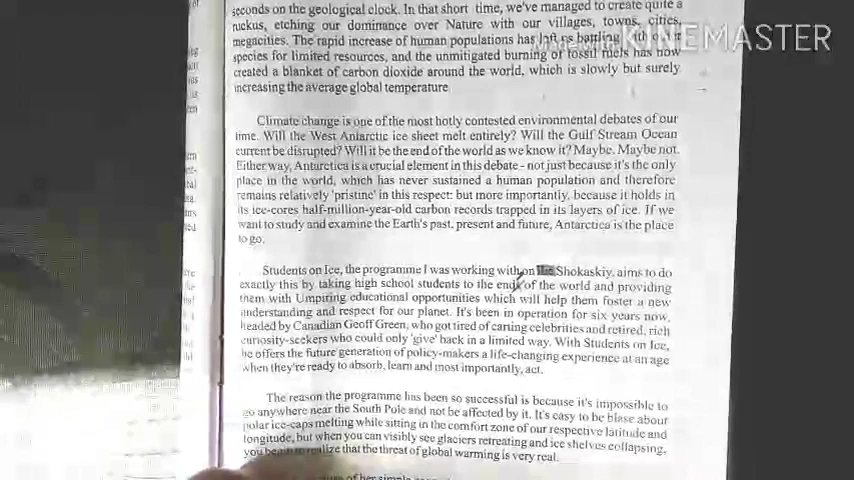 seconds on the geological clock. In that short time, we've managed to create quite a
ruckus, etching our dominance over Nature with our villages, towns, cities,
megacities. The rapid increase of human populations has left us battling with other
species for limited resources, and the unmitigated burning of fossil fuels has now
created a blanket of carbon dioxide around the world, which is slowly but surely
increasing the average global temperature
Climate change is one of the most hotly contested environmental debates of our
time. Will the West Antarctic ice sheet melt entirely? Will the Gulf Stream Ocean
current be disrupted? Will it be the end of the world as we know it? Maybe. Maybe not.
Either way, Antarctica is a crucial element in this debate - not just because it's the only
place in the world, which has never sustained a human population and therefore
remains relatively 'pristine' in this respect: but more importantly, because it holds in
its ice-cores half-million-year-old carbon records trapped in its layers of ice. If we
want to study and examine the Earth's past, present and future, Antarctica is the place
to go.
Students on Ice, the programme I was working with on the Shokaskiy, aims to do
exactly this by taking high school students to the ends of the world and providing
them with Umpiring educational opportunities which will help them foster a new
understanding and respect for our planet. It's been in operation for six years now,
headed by Canadian Geoff Green, who got tired of carting celebrities and retired, rich
curiosity-seekers who could only 'give' back in a limited way. With Students on Ice,
he offers the future generation of policy-makers a life-changing experience at an age
when they're ready to absorb, learn and most importantly, act.
The reason the programme has been so successful is because it's impossible to
go anywhere near the South Pole and not be affected by it. It's easy to be blase about
polar ice-caps melting while sitting in the comfort zone of our respective latitude and
longitude, but when you can visibly see glaciers retreating and ice shelves collapsing,
you begin to realize that the threat of global warming is very real.
of her simple
Made with KINEMASTER